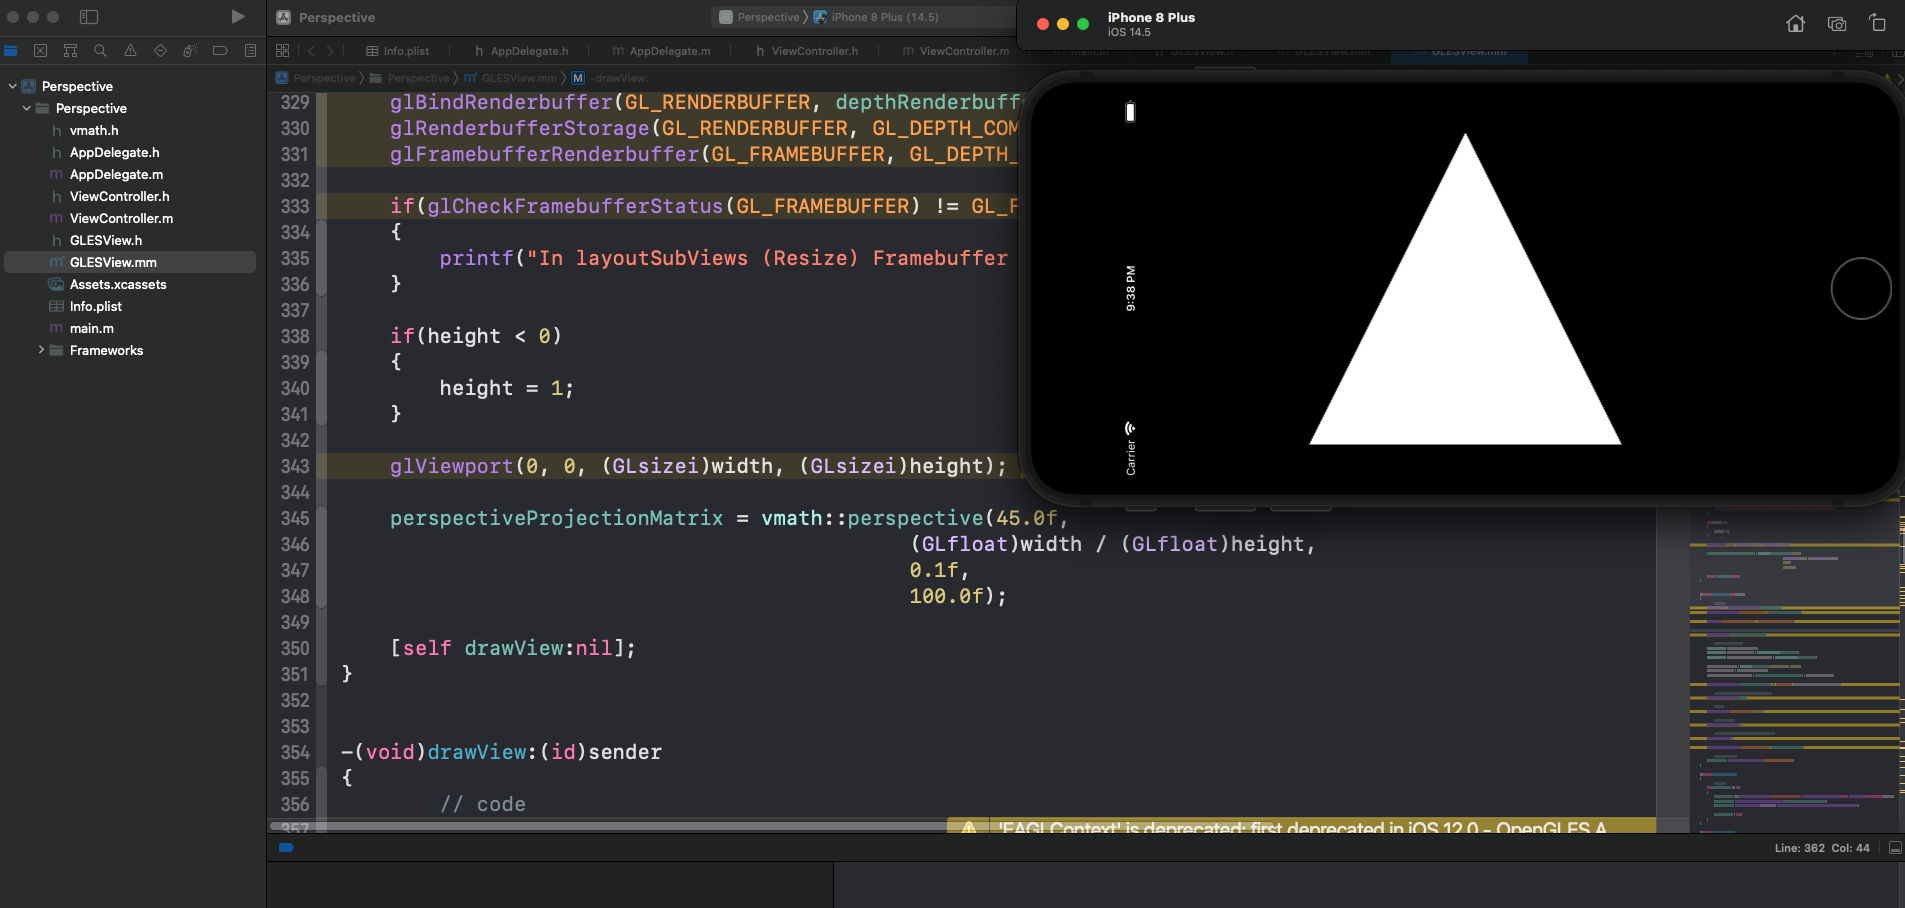 Perspective
Perspective
iPhone 8 Plus (14.5)
iPhone 8 Plus
iOS 14.5
Info.plist
AppDelegate.h
AppDelegate.m
ViewController.h
ViewController.m
main.m
GLESView.h
GLESView.mm
GLESView.mm
Perspective
Perspective
GLESView.mm
M
-drawView:
Perspective
Perspective
h vmath.h
h AppDelegate.h
m AppDelegate.m
h ViewController.h
m ViewController.m
h GLESView.h
m GLESView.mm
Assets.xcassets
Info.plist
m main.m
Frameworks
329 glBindRenderbuffer(GL_RENDERBUFFER, depthRenderbuff
330 glRenderbufferStorage(GL_RENDERBUFFER, GL_DEPTH_COM
331 glFramebufferRenderbuffer(GL_FRAMEBUFFER, GL_DEPTH_
332
333 if(glCheckFramebufferStatus(GL_FRAMEBUFFER) != GL_F
334 {
335 printf("In layoutSubViews (Resize) Framebuffer
336 }
337
338 if(height < 0)
339 {
340 height = 1;
341 }
342
343 glViewport(0, 0, (GLsizei)width, (GLsizei)height);
344
345 perspectiveProjectionMatrix = vmath::perspective(45.0f,
346 (GLfloat)width / (GLfloat)height,
347 0.1f,
348 100.0f);
349
350 [self drawView:nil];
351 }
352
353
354 -(void)drawView:(id)sender
355 {
356 // code
357
'EAGLContext' is deprecated: first deprecated in iOS 12.0 - OpenGLES A
Carrier
9:38 PM
Line: 362 Col: 44